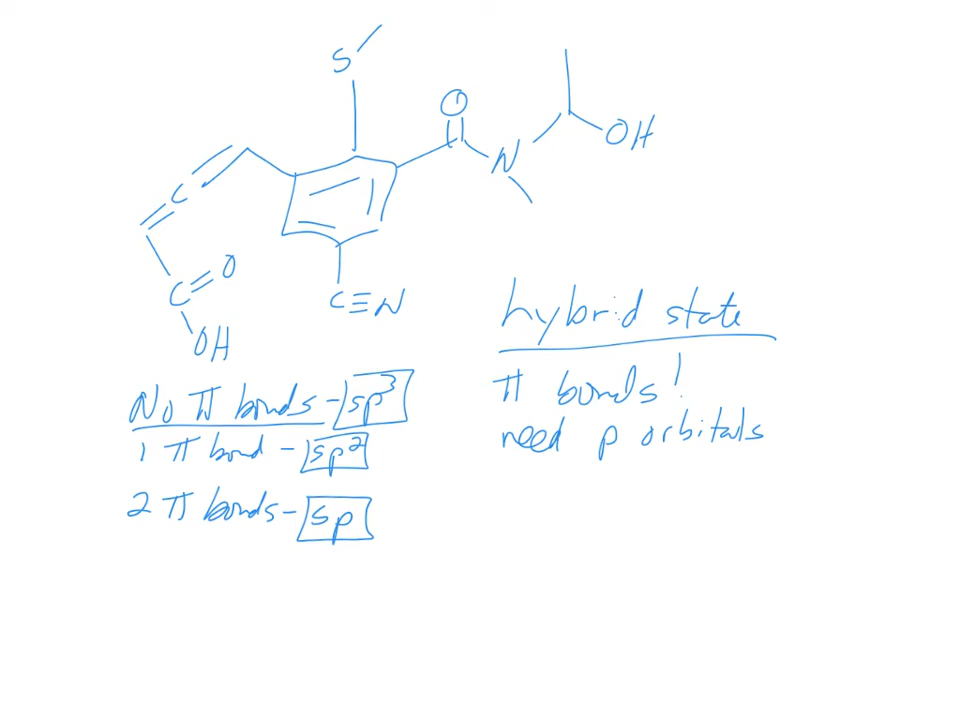 S
O
N
OH
C
C
O
OH
C≡N
hybrid state
π bonds!
need p orbitals
No π bonds - sp³
1 π bond - sp²
2 π bonds - sp